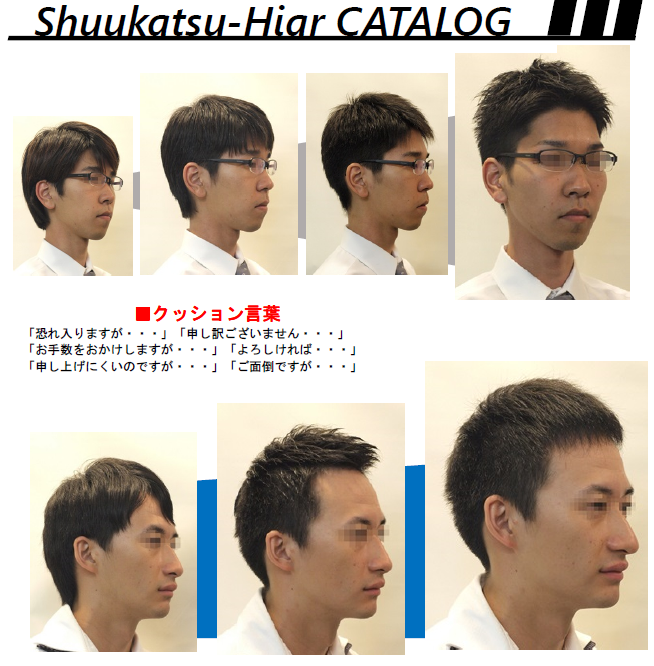 Shuukatsu-Hiar CATALOG
■クッション言葉
「恐れ入りますが・・・」「申し訳ございません・・・」
「お手数をおかけしますが・・・」「よろしければ・・・」
「申し上げにくいのですが・・・」「ご面倒ですが・・・」